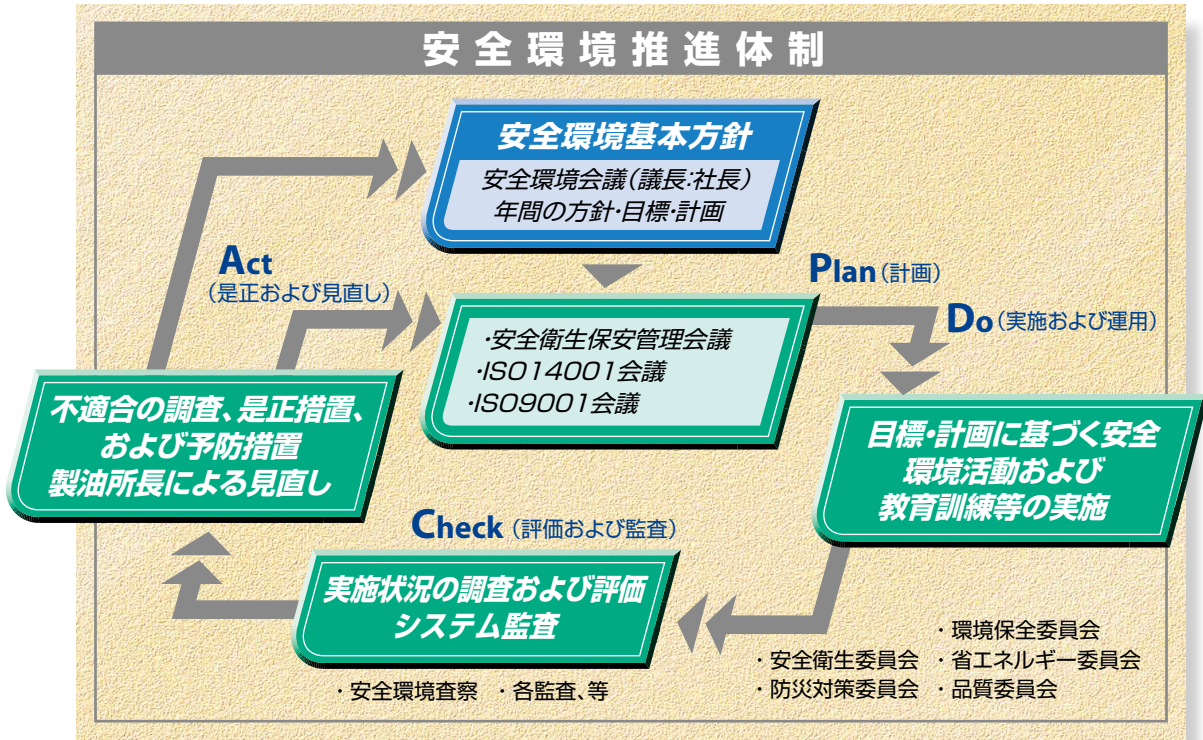 安全環境推進体制
安全環境基本方針
安全環境会議(議長:社長)
年間の方針・目標・計画
Act
(是正および見直し)
Plan(計画)
Do(実施および運用)
・安全衛生保安管理会議
・ISO14001会議
・ISO9001会議
不適合の調査、是正措置、
および予防措置
製油所長による見直し
目標・計画に基づく安全
環境活動および
教育訓練等の実施
Check(評価および監査)
実施状況の調査および評価
システム監査
・安全環境査察 ・各監査、等
・環境保全委員会
・安全衛生委員会 ・省エネルギー委員会
・防災対策委員会 ・品質委員会